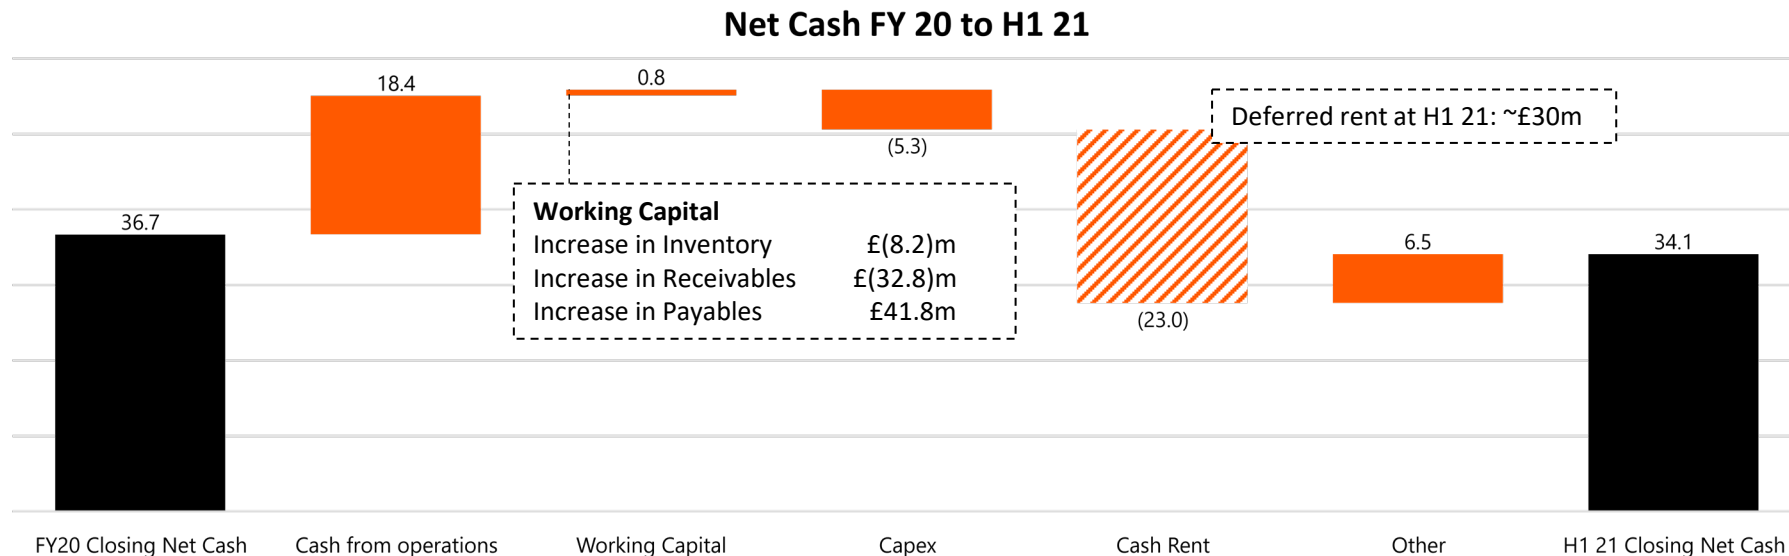 Net Cash FY 20 to H1 21
36.7
18.4
0.8
(5.3)
(23.0)
6.5
34.1
Deferred rent at H1 21: ~£30m
Working Capital
Increase in Inventory £(8.2)m
Increase in Receivables £(32.8)m
Increase in Payables £41.8m
FY20 Closing Net Cash
Cash from operations
Working Capital
Capex
Cash Rent
Other
H1 21 Closing Net Cash